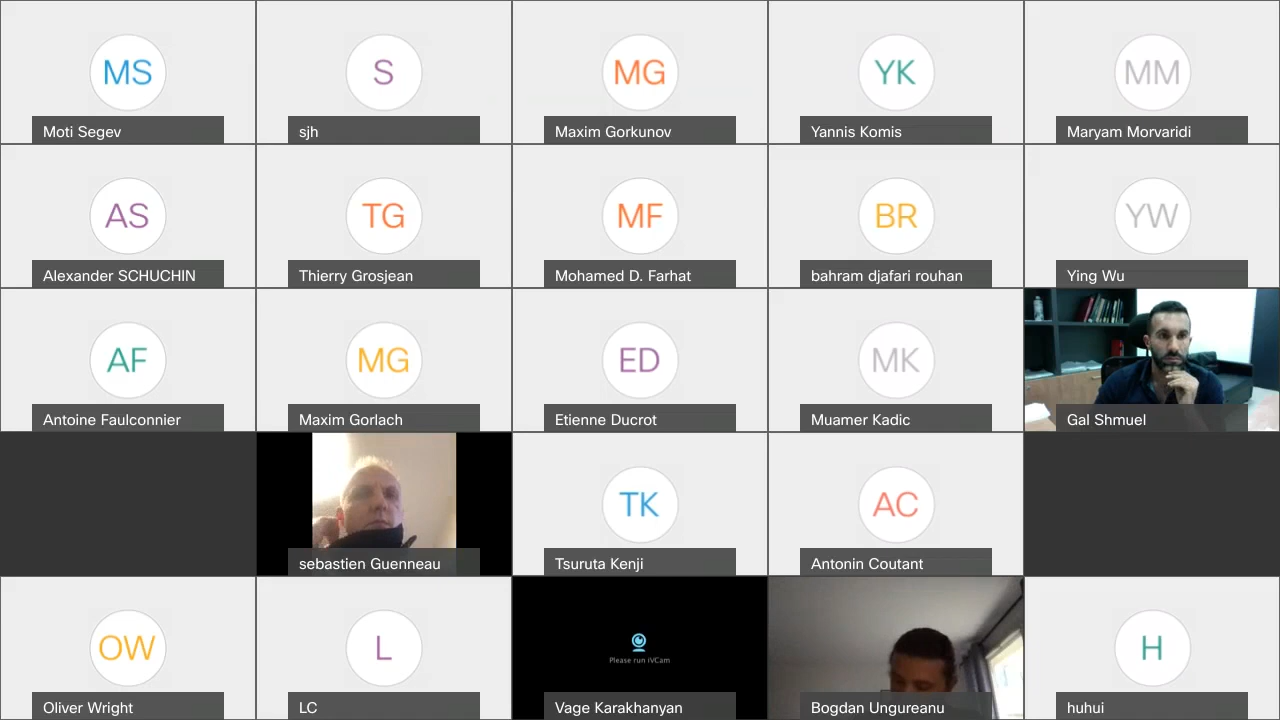 MS
Moti Segev
S
sjh
MG
Maxim Gorkunov
YK
Yannis Komis
MM
Maryam Morvaridi
AS
Alexander SCHUCHIN
TG
Thierry Grosjean
MF
Mohamed D. Farhat
BR
bahram djafari rouhan
YW
Ying Wu
AF
Antoine Faulconnier
MG
Maxim Gorlach
ED
Etienne Ducrot
MK
Muamer Kadic
Gal Shmuel
sebastien Guenneau
TK
Tsuruta Kenji
AC
Antonin Coutant
OW
Oliver Wright
L
LC
Please run iVCam
Vage Karakhanyan
Bogdan Ungureanu
H
huhui